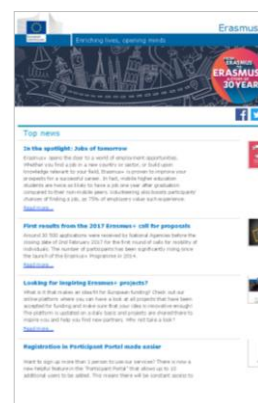 Erasmus
Enriching lives, opening minds
FROM
ERASMUS
ERASMUS
30 YEAR
Top news
In the spotlight: Jobs of tomorrow
Erasmus+ opens the door to a world of employment opportunities.
Whether you find a job in a new country or sector, or build upon
knowledge relevant to your field, Erasmus+ is proven to improve your
prospects for a successful career. In fact, mobile higher education
students are twice as likely to have a job one year after graduation
compared to their non-mobile peers. Volunteering also boosts participants'
chances of finding a job, as 75% of employers value such experience.
Read more...
First results from the 2017 Erasmus+ call for proposals
Around 10 500 applications were received by National Agencies before the
closing date of 2nd February 2017 for the first round of calls for mobility of
individuals. The number of participants has been significantly rising since
the launch of the Erasmus+ Programme in 2014.
Read more...
Looking for inspiring Erasmus+ projects?
What is it that makes an idea fit for European funding? Check out our
online platform where you can have a look at all projects that have been
accepted for funding and make sure that your idea is innovative enough!
The platform is updated on a daily basis and projects are shared there to
inspire you and help you find new partners. Why not take a look?
Read more...
Registration in Participant Portal made easier
Want to sign up more than 1 person to use our services? There is now a
new helpful feature in the "Participant Portal" that allows up to 10
additional users to be added. This means there will be constant access to